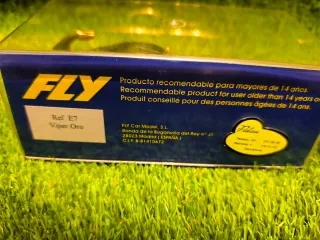 FLY
Producto recomendable para mayores de 14 años.
Recommendable product for user older than 14 years o
Produit conseillé pour des personnes âgées de 14 ans.
Ref E7
Viper Oro
Fly Car Model, S.L.
28023 Madrid ( ESPAÑA )
C.I.F. B-81410672